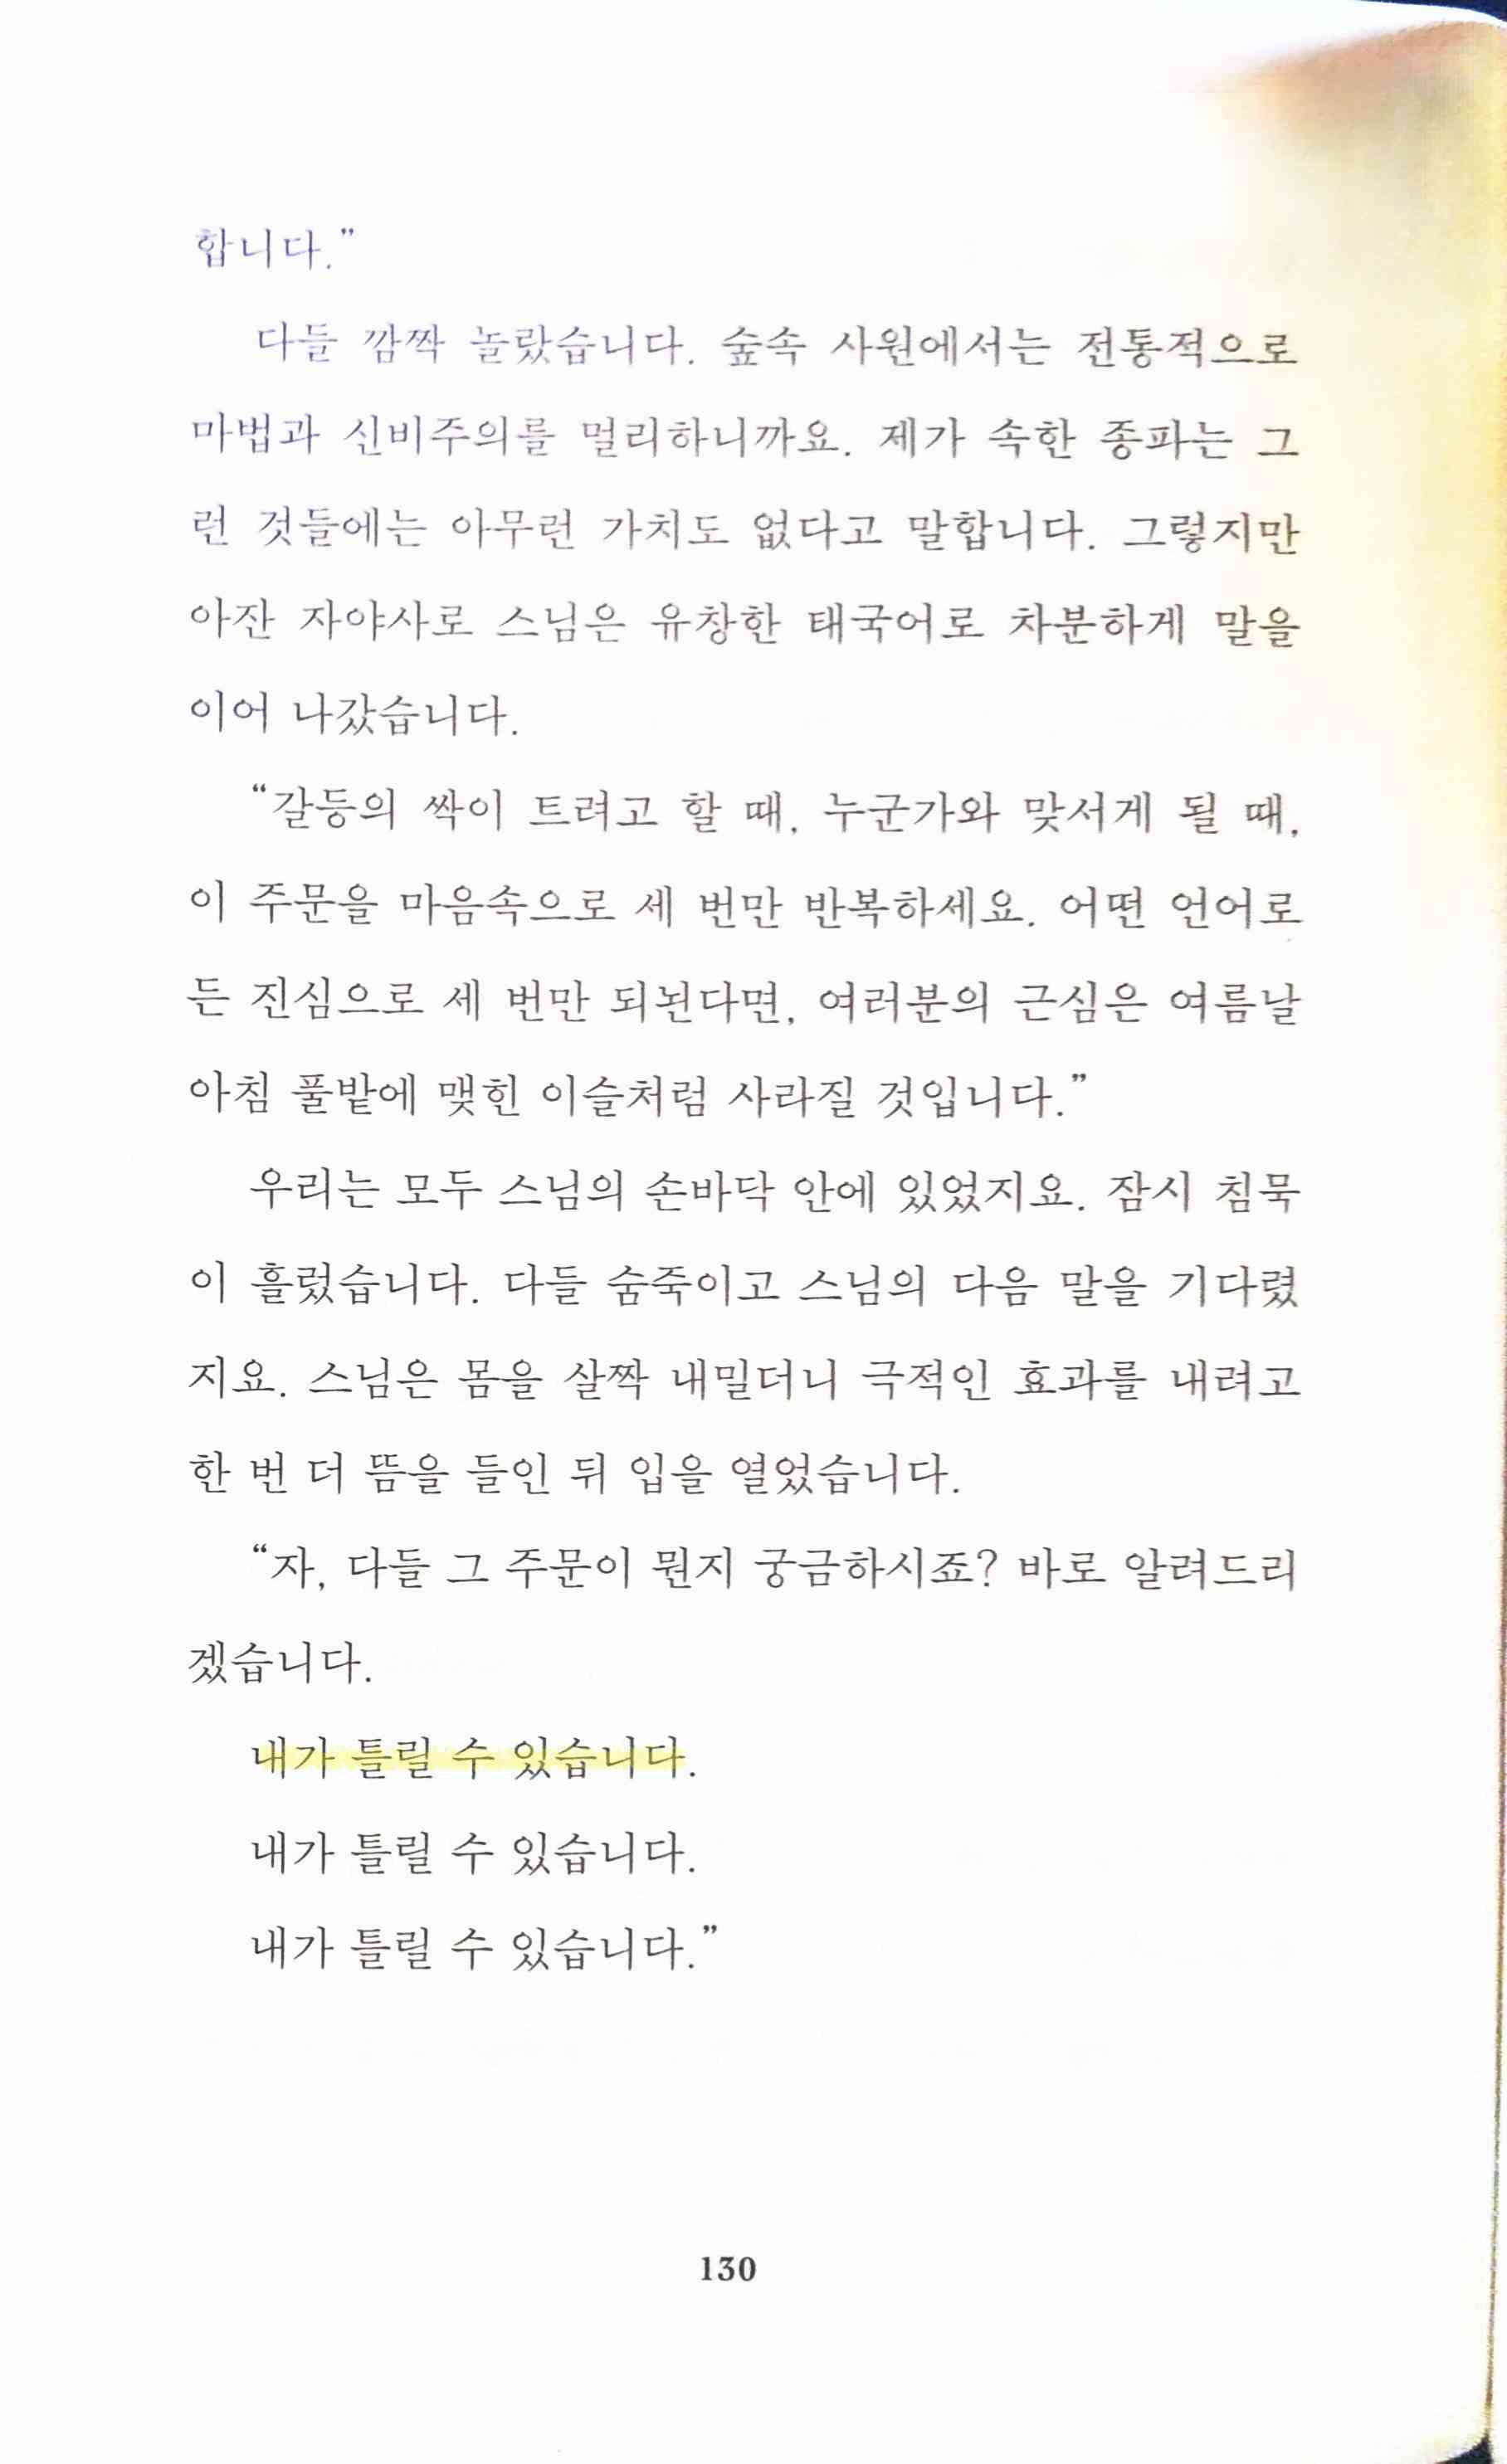 합니다.”
다들 깜짝 놀랐습니다. 숲속 사원에서는 전통적으로
마법과 신비주의를 멀리하니까요. 제가 속한 종파는 그
런 것들에는 아무런 가치도 없다고 말합니다. 그렇지만
아잔 자야사로 스님은 유창한 태국어로 차분하게 말을
이어 나갔습니다.
“갈등의 싹이 트려고 할 때, 누군가와 맞서게 될 때,
이 주문을 마음속으로 세 번만 반복하세요. 어떤 언어로
든 진심으로 세 번만 되뇐다면, 여러분의 근심은 여름날
아침 풀밭에 맺힌 이슬처럼 사라질 것입니다.”
우리는 모두 스님의 손바닥 안에 있었지요. 잠시 침묵
이 흘렀습니다. 다들 숨죽이고 스님의 다음 말을 기다렸
지요. 스님은 몸을 살짝 내밀더니 극적인 효과를 내려고
한 번 더 뜸을 들인 뒤 입을 열었습니다.
“자, 다들 그 주문이 뭔지 궁금하시죠? 바로 알려드리
겠습니다.
내가 틀릴 수 있습니다.
내가 틀릴 수 있습니다.
내가 틀릴 수 있습니다.”
130